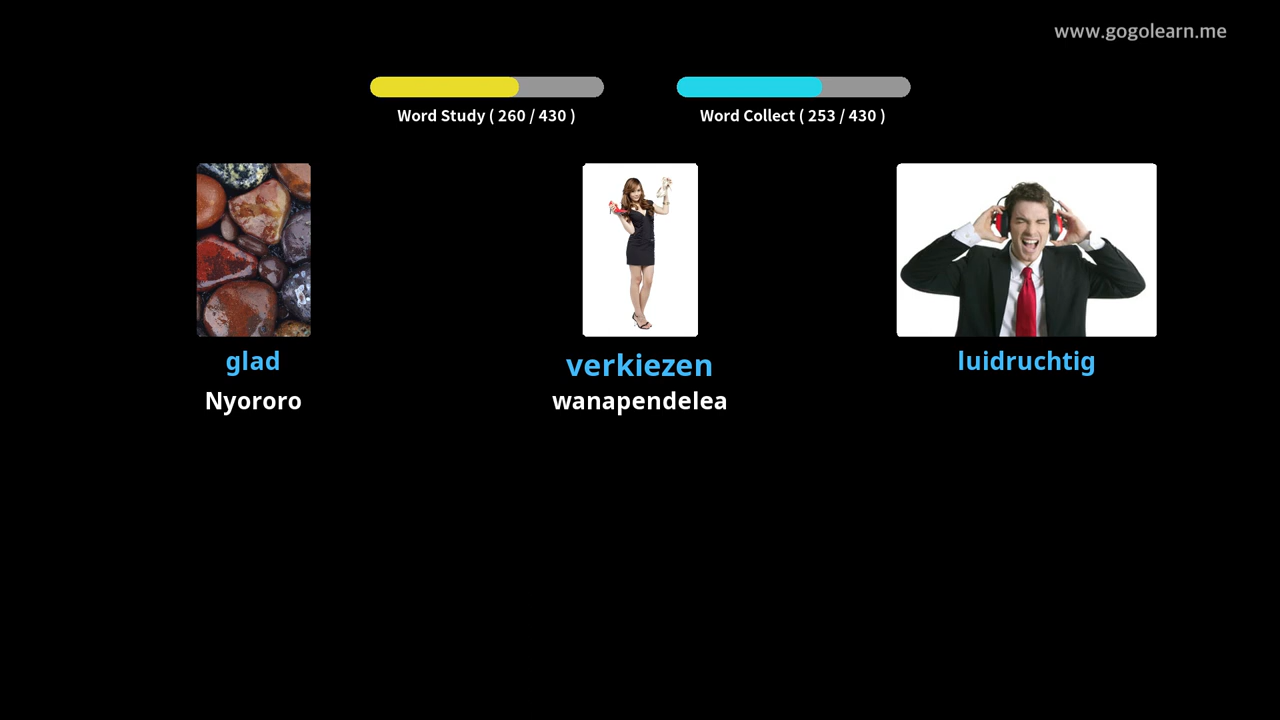 www.gogolearn.me
Word Study ( 260 / 430 )
Word Collect ( 253 / 430 )
glad
verkiezen
luidruchtig
Nyororo
wanapendelea